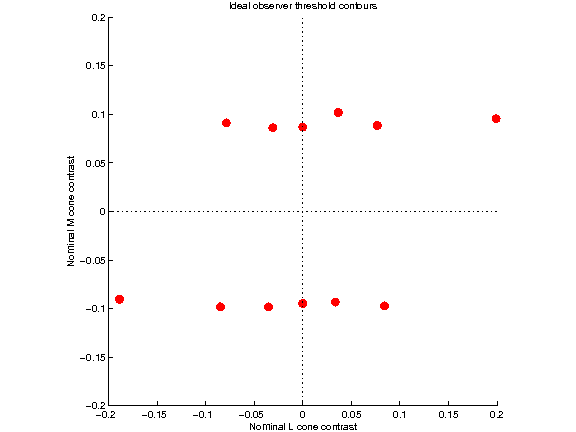 Ideal observer threshold contours
0.2
0.15
0.1
0.05
0
−0.05
−0.1
−0.15
−0.2
Nominal M cone contrast
−0.2 −0.15 −0.1 −0.05 0 0.05 0.1 0.15 0.2
Nominal L cone contrast